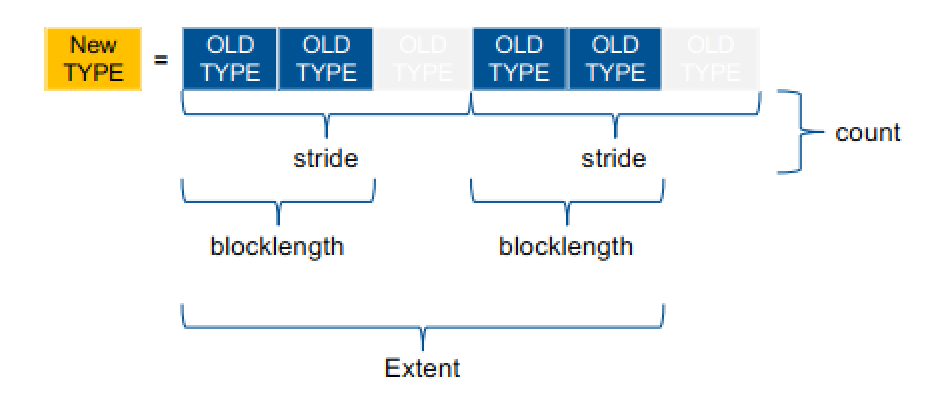 New
TYPE
=
OLD
TYPE
OLD
TYPE
OLD
TYPE
OLD
TYPE
OLD
TYPE
OLD
TYPE
count
stride
stride
blocklength
blocklength
Extent